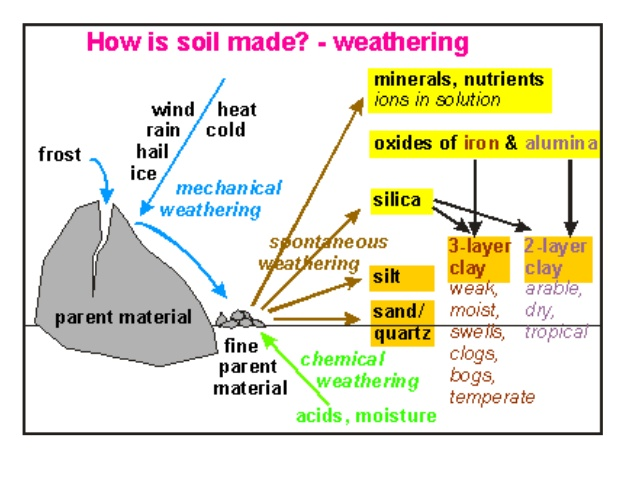 How is soil made? - weathering
minerals, nutrients
ions in solution
wind heat
rain cold
hail
ice
frost
oxides of iron & alumina
mechanical
weathering
silica
spontaneous
weathering
3-layer
clay
weak,
moist,
swells,
clogs,
bogs,
temperate
2-layer
clay
arable,
dry,
tropical
silt
sand/
quartz
parent material
fine
parent
material
chemical
weathering
acids, moisture